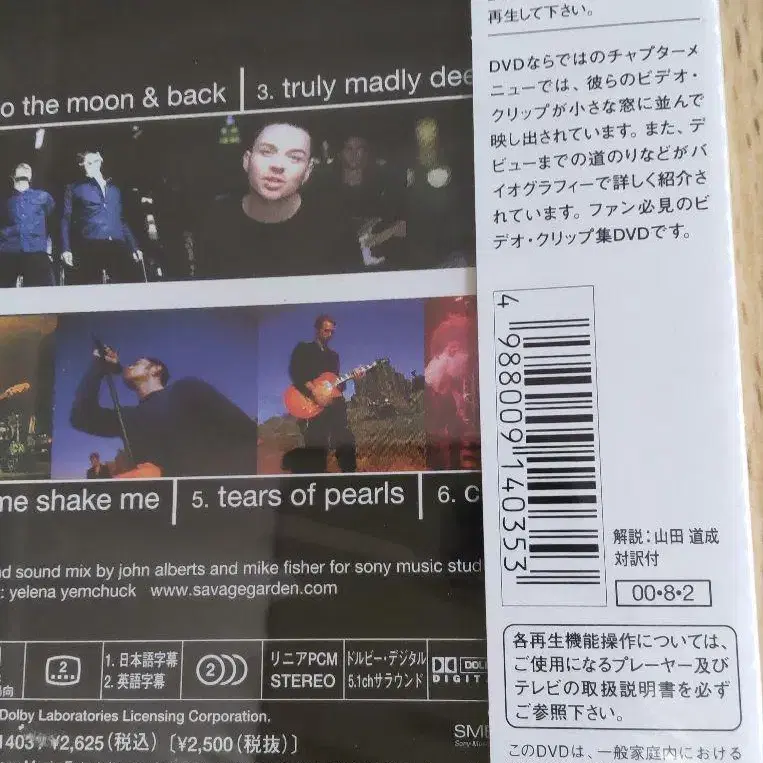 再生して下さい。
DVDならではのチャプターメ
ニューでは、彼らのビデオ・
クリップが小さな窓に並んで
映し出されています。また、デ
ビューまでの道のりなどがバ
イオグラフィーで詳しく紹介さ
れています。ファン必見のビ
デオ・クリップ集DVDです。
4 988009 140353
解説：山田 道成
対訳付
00・8・2
各再生機能操作については、
ご使用になるプレーヤー及び
テレビの取扱説明書を必ず
ご参照下さい。
このDVDは、一般家庭内における
o the moon & back
3. truly madly dee
me shake me
5. tears of pearls
6. c
d sound mix by john alberts and mike fisher for sony music stud
: yelena yemchuck www.savagegarden.com
2
1. 日本語字幕
2. 英語字幕
2
リニアPCM
STEREO
ドルビー・デジタル
5.1chサラウンド
DOL
DIGIT
Dolby Laboratories Licensing Corporation.
1403 ¥2,625(税込)〔¥2,500(税抜)〕
SME
Sony Mus